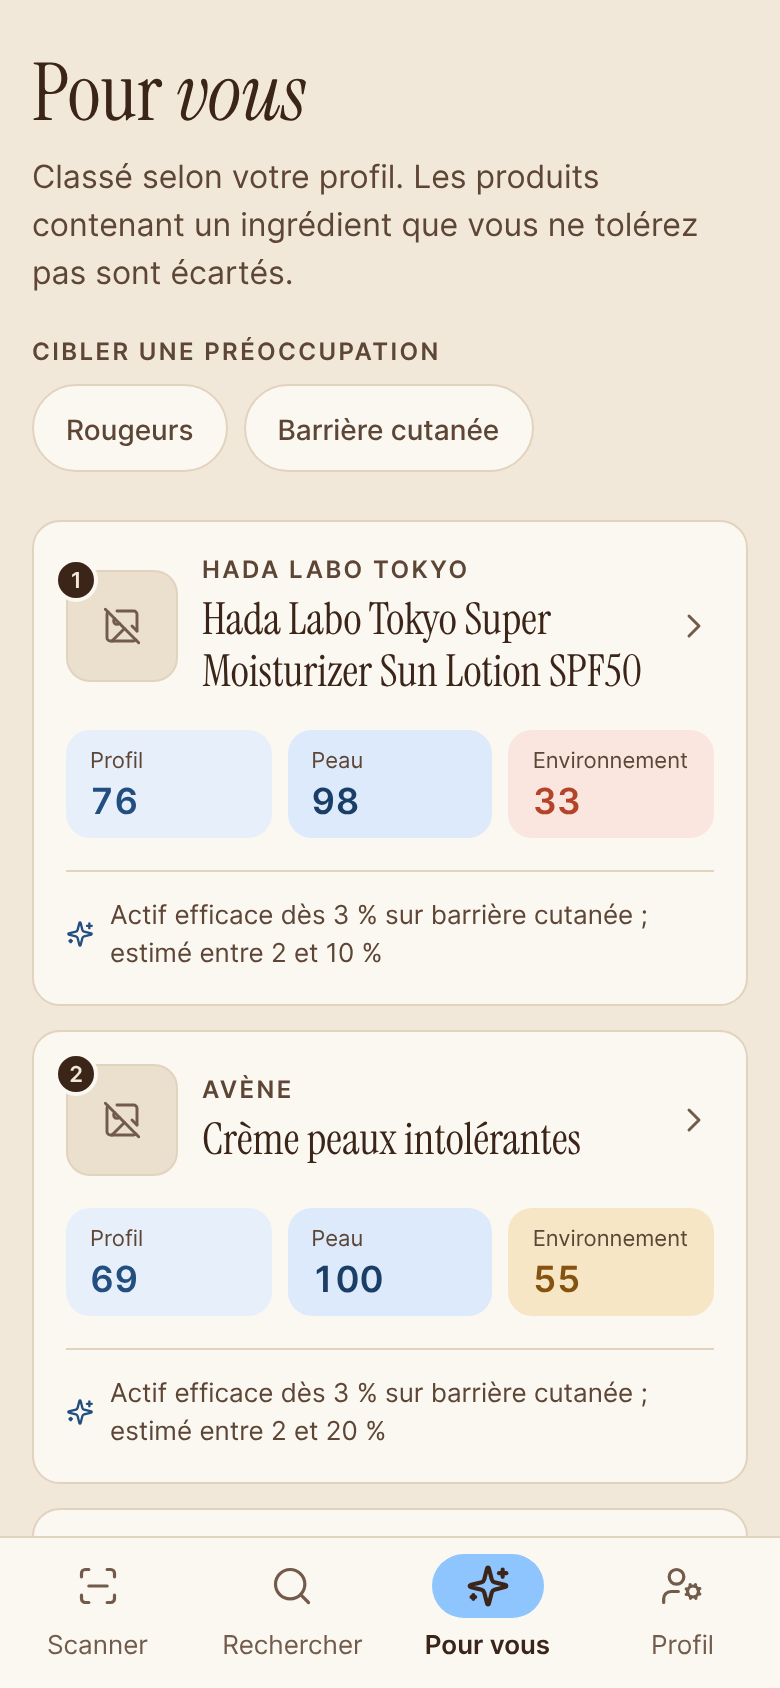 Pour vous
Classé selon votre profil. Les produits
contenant un ingrédient que vous ne tolérez
pas sont écartés.
CIBLER UNE PRÉOCCUPATION
Rougeurs
Barrière cutanée
1
HADA LABO TOKYO
Hada Labo Tokyo Super
Moisturizer Sun Lotion SPF50
Profil
76
Peau
98
Environnement
33
Actif efficace dès 3 % sur barrière cutanée ;
estimé entre 2 et 10 %
2
AVÈNE
Crème peaux intolérantes
Profil
69
Peau
100
Environnement
55
Actif efficace dès 3 % sur barrière cutanée ;
estimé entre 2 et 20 %
Scanner
Rechercher
Pour vous
Profil